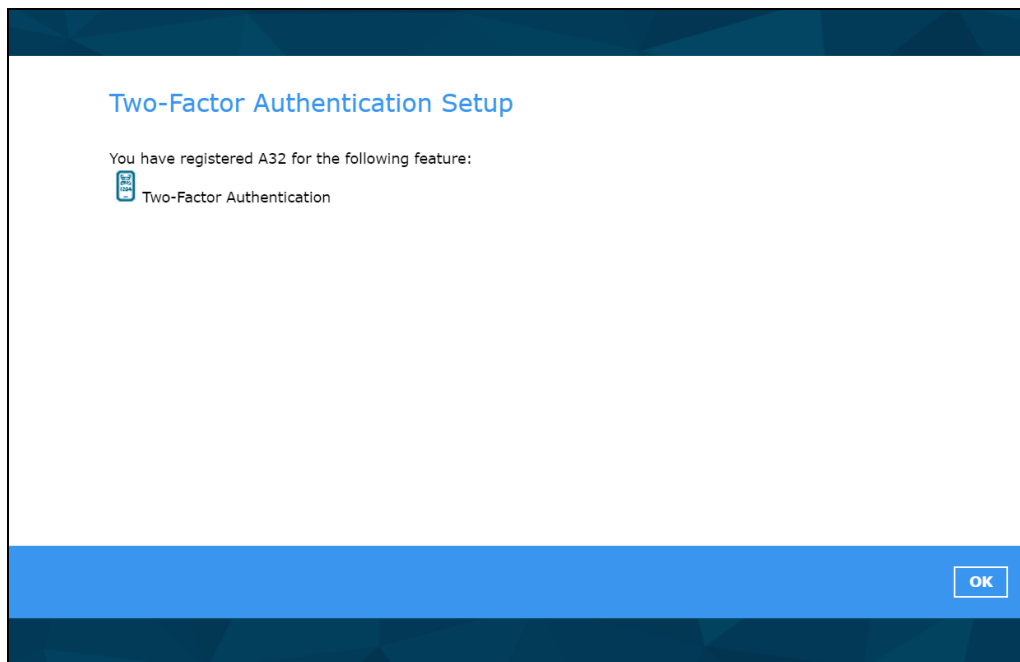 Two-Factor Authentication Setup
You have registered A32 for the following feature:
Two-Factor Authentication
OK